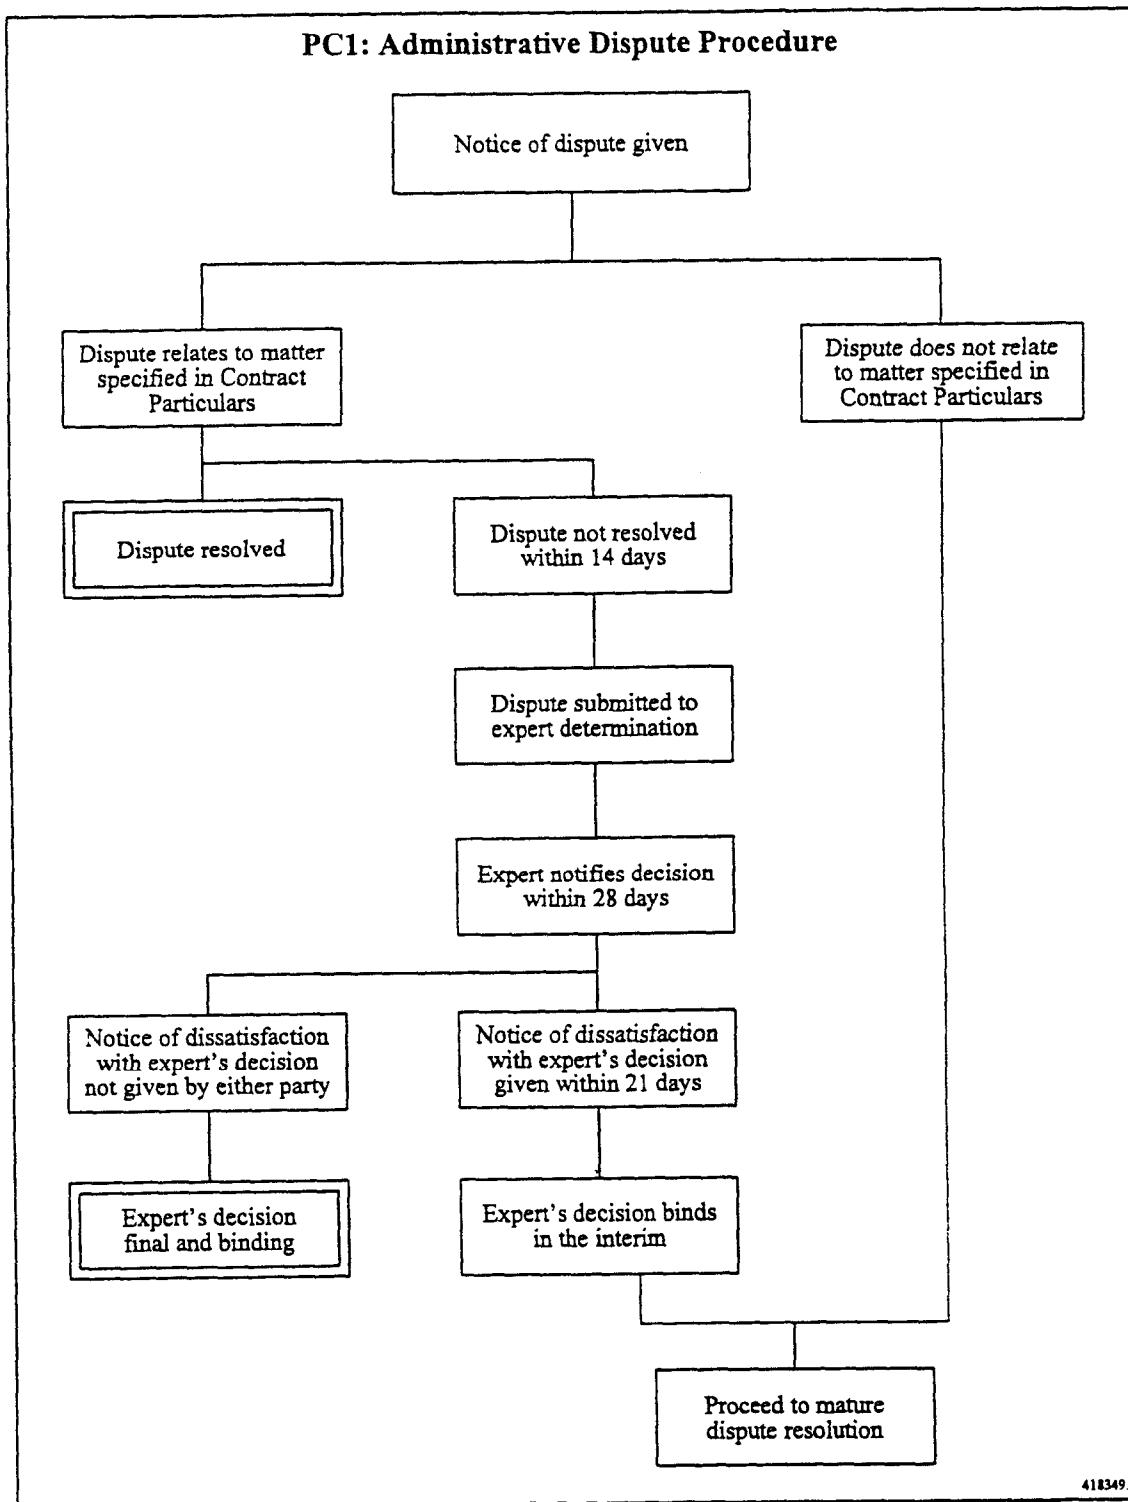 PC1: Administrative Dispute Procedure
Notice of dispute given
Dispute relates to matter
specified in Contract
Particulars
Dispute does not relate
to matter specified in
Contract Particulars
Dispute resolved
Dispute not resolved
within 14 days
Dispute submitted to
expert determination
Expert notifies decision
within 28 days
Notice of dissatisfaction
with expert's decision
not given by either party
Notice of dissatisfaction
with expert's decision
given within 21 days
Expert's decision
final and binding
Expert's decision binds
in the interim
Proceed to mature
dispute resolution
418349.